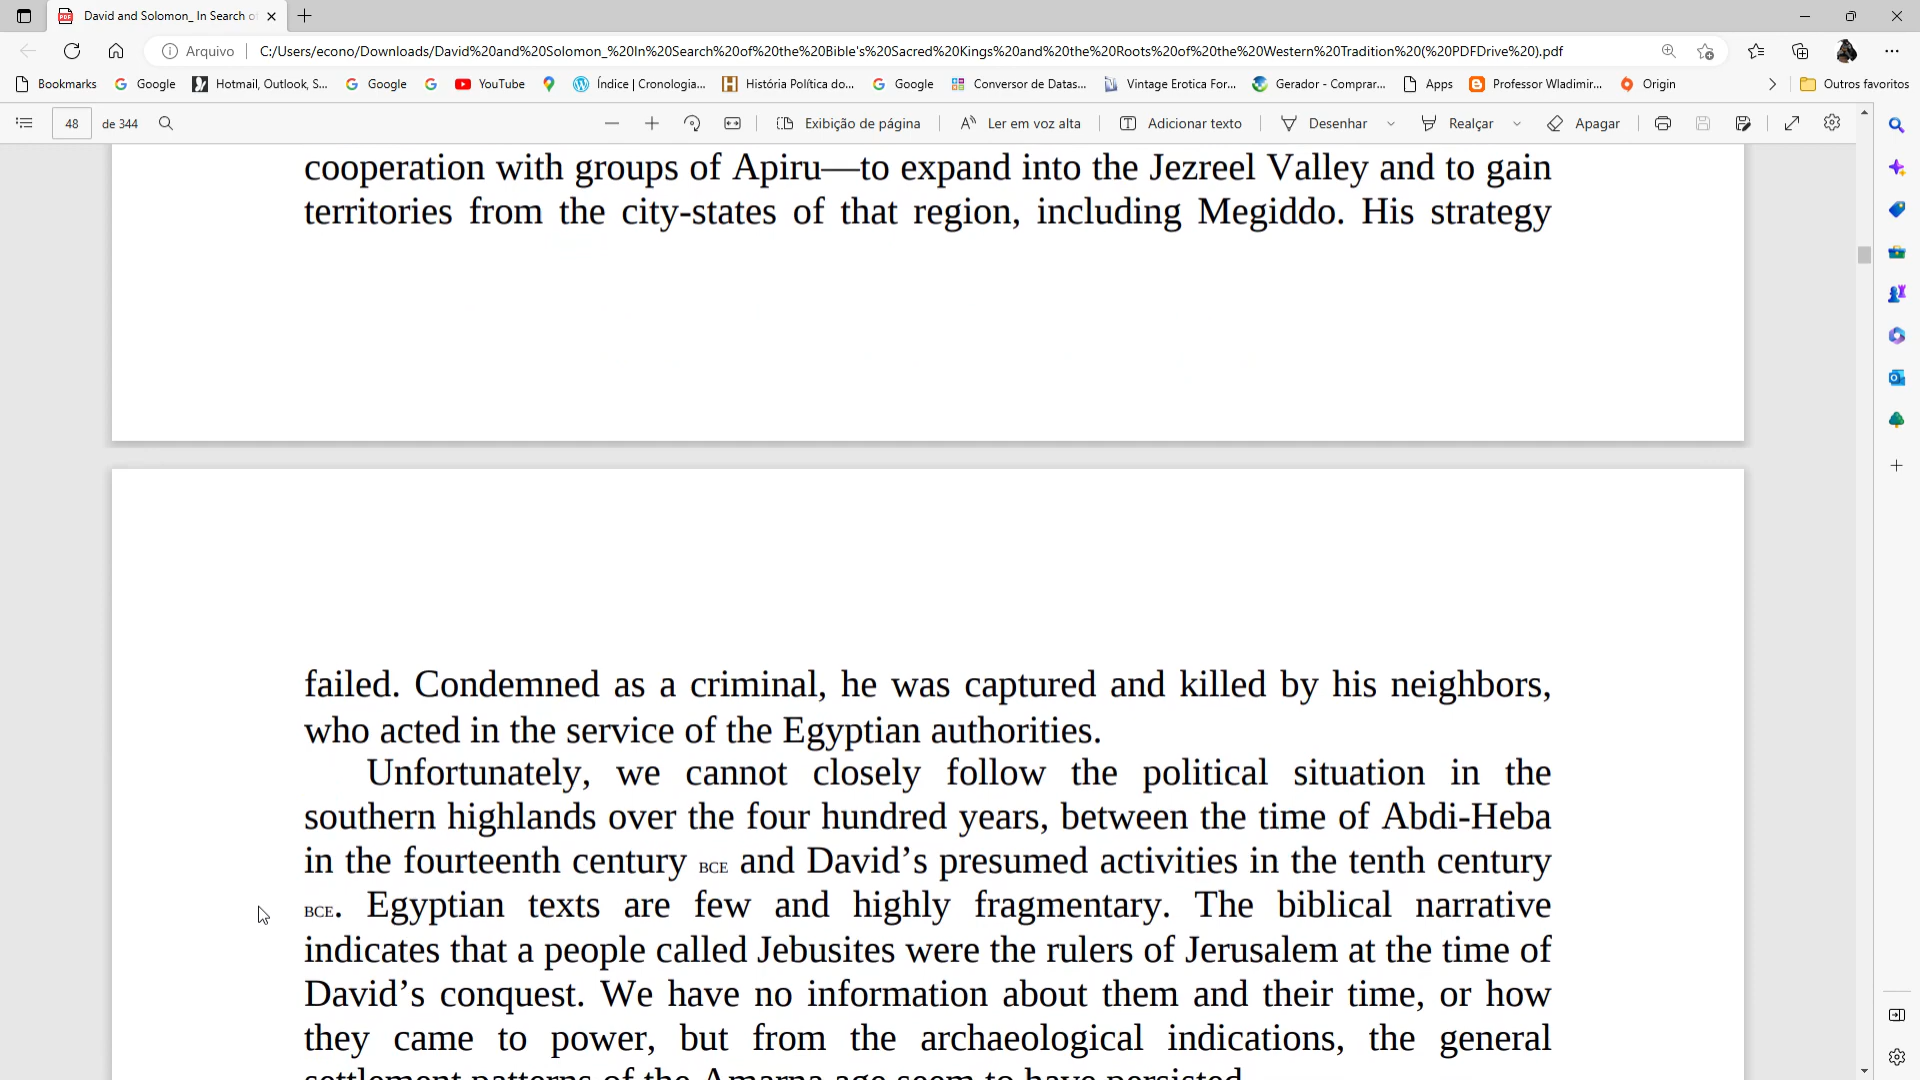 David and Solomon_ In Search o
Arquivo
C:/Users/econo/Downloads/David%20and%20Solomon_%20In%20Search%20of%20the%20Bible's%20Sacred%20Kings%20and%20the%20Roots%20of%20the%20Western%20Tradition%20(%20PDFDrive%20).pdf
Bookmarks Google Hotmail, Outlook, S... Google YouTube Índice | Cronologia... História Política do... Google Conversor de Datas... Vintage Erotica For... Gerador - Comprar... Apps Professor Wladimir... Origin Outros favoritos
48 de 344 Exibição de página Ler em voz alta Adicionar texto Desenhar Realçar Apagar
cooperation with groups of Apiru—to expand into the Jezreel Valley and to gain
territories from the city-states of that region, including Megiddo. His strategy
failed. Condemned as a criminal, he was captured and killed by his neighbors,
who acted in the service of the Egyptian authorities.
Unfortunately, we cannot closely follow the political situation in the
southern highlands over the four hundred years, between the time of Abdi-Heba
in the fourteenth century BCE and David’s presumed activities in the tenth century
BCE. Egyptian texts are few and highly fragmentary. The biblical narrative
indicates that a people called Jebusites were the rulers of Jerusalem at the time of
David’s conquest. We have no information about them and their time, or how
they came to power, but from the archaeological indications, the general
settlement patterns of the Amarna age seem to have persisted.